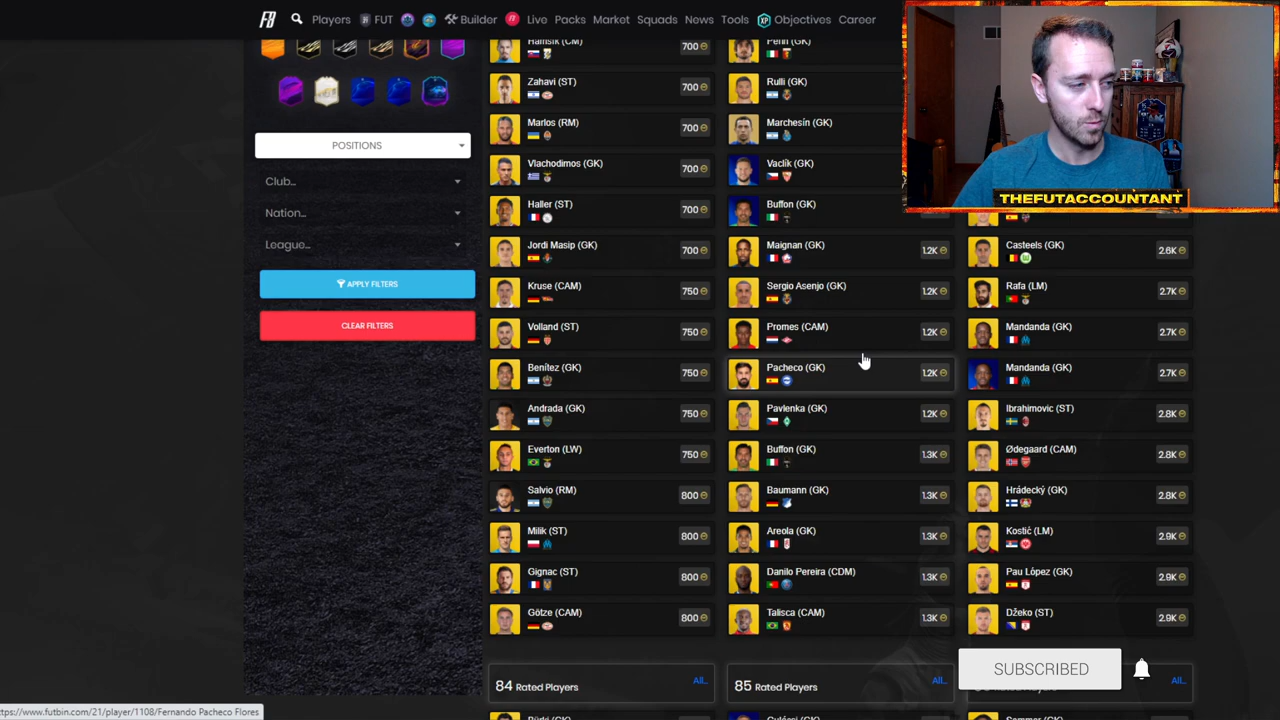 Players FUT Builder Live Packs Market Squads News Tools XP Objectives Career
POSITIONS
Club...
Nation...
League...
APPLY FILTERS
CLEAR FILTERS
Hamsik (CM) 700
Zahavi (ST) 700
Marlos (RM) 700
Vlachodimos (GK) 700
Haller (ST) 700
Jordi Masip (GK) 700
Kruse (CAM) 750
Volland (ST) 750
Benítez (GK) 750
Andrada (GK) 750
Everton (LW) 750
Salvio (RM) 800
Milik (ST) 800
Gignac (ST) 800
Götze (CAM) 800
84 Rated Players All..
Perin (GK)
Rulli (GK)
Marchesín (GK)
Vaclík (GK)
Buffon (GK)
Maignan (GK) 1.2K
Sergio Asenjo (GK) 1.2K
Promes (CAM) 1.2K
Pacheco (GK) 1.2K
Pavlenka (GK) 1.2K
Buffon (GK) 1.3K
Baumann (GK) 1.3K
Areola (GK) 1.3K
Danilo Pereira (CDM) 1.3K
Talisca (CAM) 1.3K
85 Rated Players All..
Casteels (GK) 2.6K
Rafa (LM) 2.7K
Mandanda (GK) 2.7K
Mandanda (GK) 2.7K
Ibrahimovic (ST) 2.8K
Ødegaard (CAM) 2.8K
Hrádecký (GK) 2.8K
Kostić (LM) 2.9K
Pau López (GK) 2.9K
Džeko (ST) 2.9K
All..
THEFUTACCOUNTANT
SUBSCRIBED
ttps://www.futbin.com/21/player/1108/Fernando Pacheco Flores